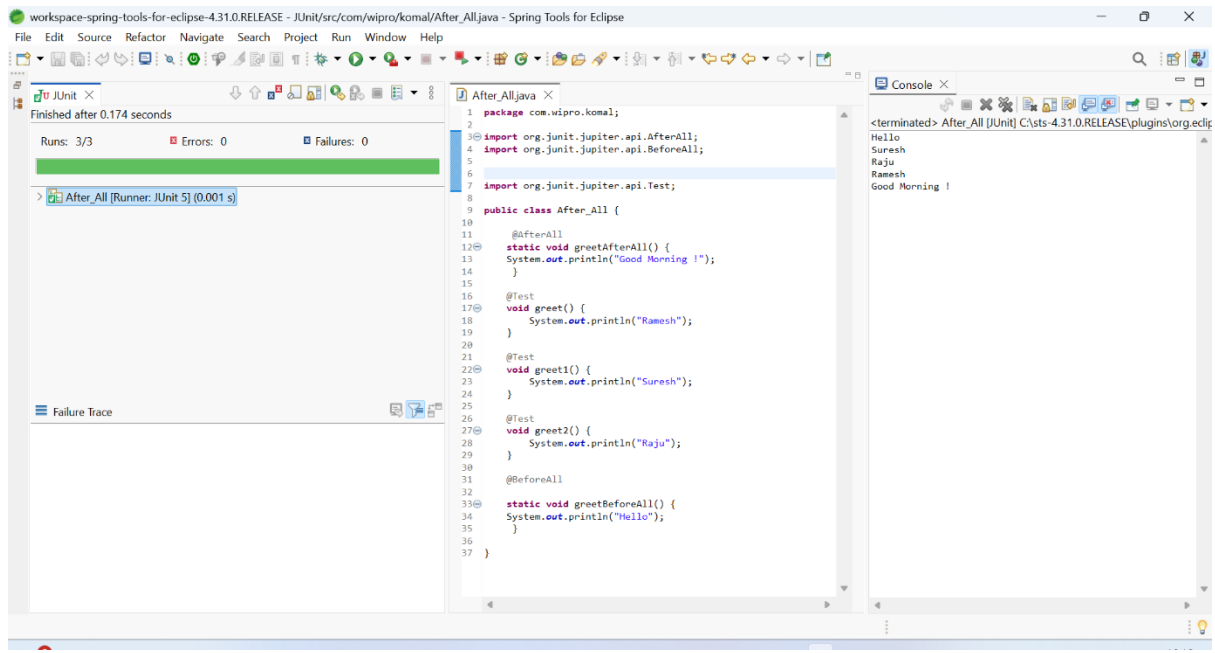 workspace-spring-tools-for-eclipse-4.31.0.RELEASE - JUnit/src/com/wipro/komal/After_All.java - Spring Tools for Eclipse
File Edit Source Refactor Navigate Search Project Run Window Help
JUnit
Finished after 0.174 seconds
Runs: 3/3 Errors: 0 Failures: 0
After_All [Runner: JUnit 5] (0.001 s)
Failure Trace
After_All.java
1 package com.wipro.komal;
2
3 import org.junit.jupiter.api.AfterAll;
4 import org.junit.jupiter.api.BeforeAll;
5
6
7 import org.junit.jupiter.api.Test;
8
9 public class After_All {
10
11 @AfterAll
12 static void greetAfterAll() {
13 System.out.println("Good Morning !");
14 }
15
16 @Test
17 void greet() {
18 System.out.println("Ramesh");
19 }
20
21 @Test
22 void greet1() {
23 System.out.println("Suresh");
24 }
25
26 @Test
27 void greet2() {
28 System.out.println("Raju");
29 }
30
31 @BeforeAll
32
33 static void greetBeforeAll() {
34 System.out.println("Hello");
35 }
36
37 }
Console
<terminated> After_All [JUnit] C:\sts-4.31.0.RELEASE\plugins\org.eclip
Hello
Suresh
Raju
Ramesh
Good Morning !